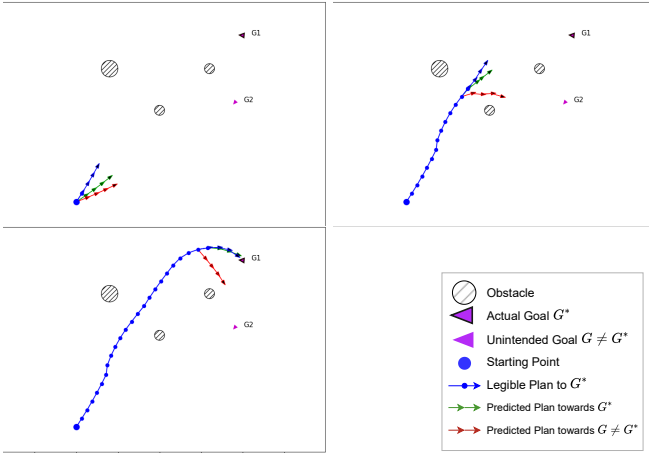 G1
G2
G1
G2
G1
G2
Obstacle
Actual Goal G*
Unintended Goal G ≠ G*
Starting Point
Legible Plan to G*
Predicted Plan towards G*
Predicted Plan towards G ≠ G*